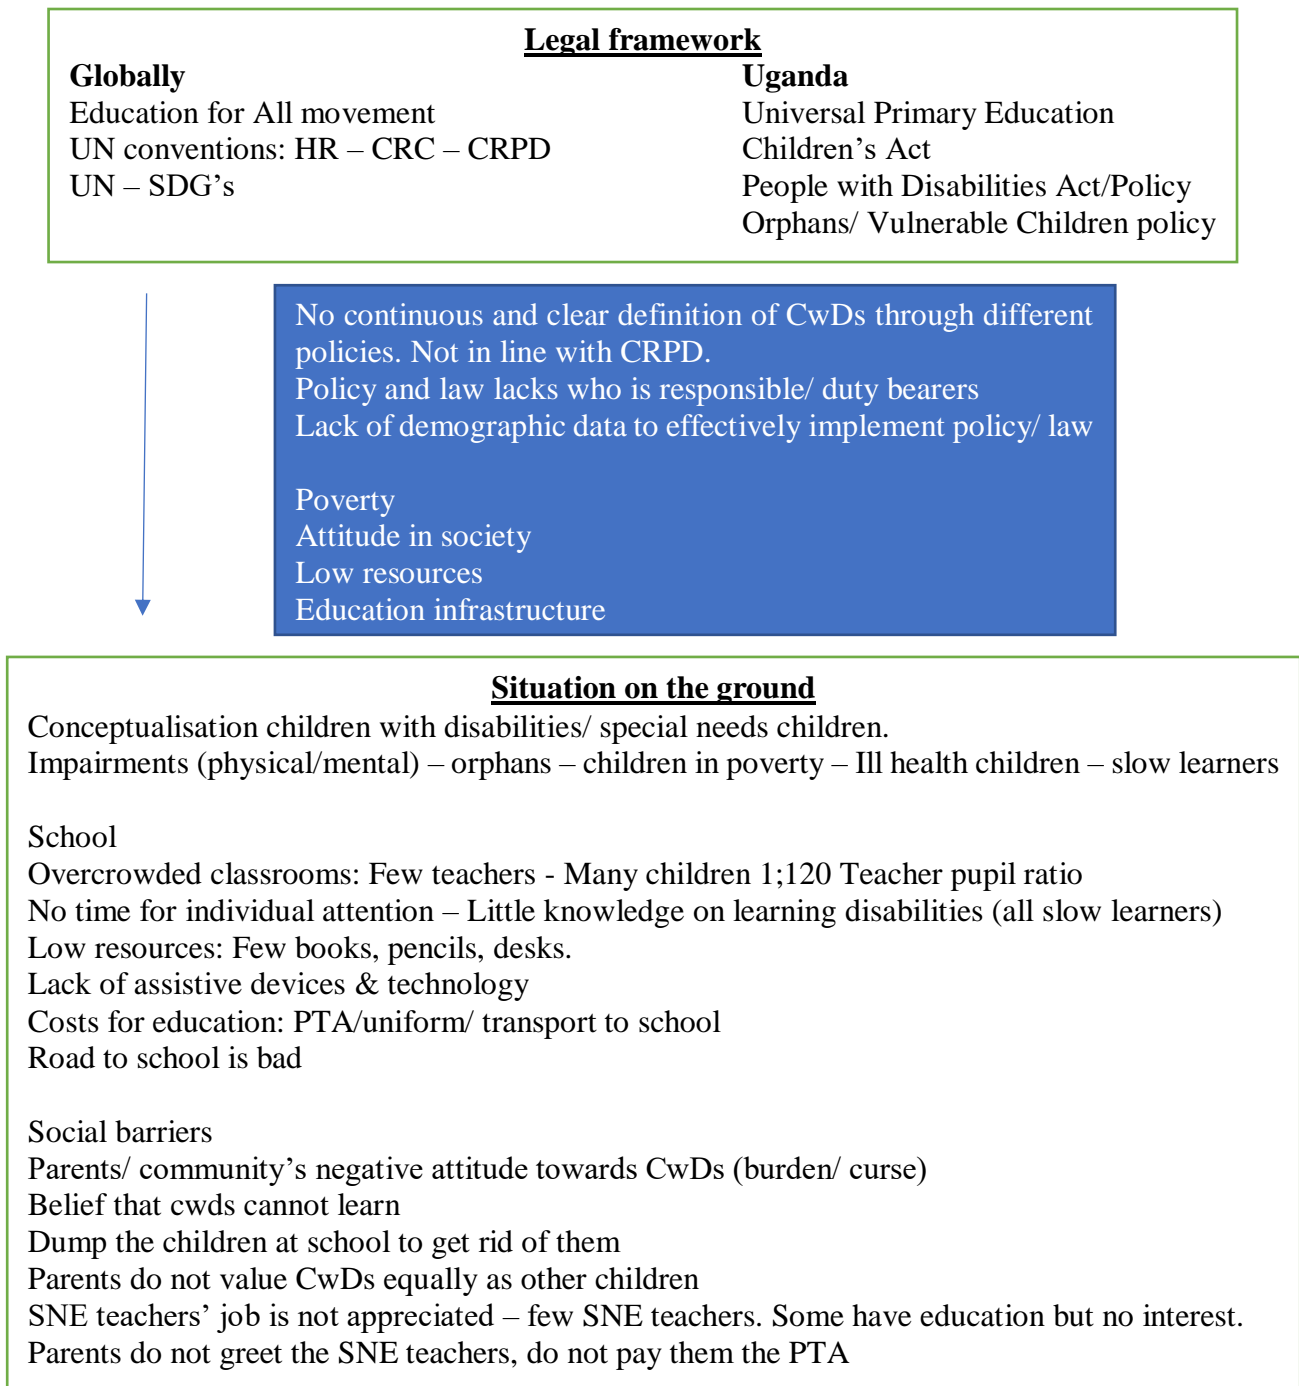 Legal framework
Globally
Education for All movement
UN conventions: HR – CRC – CRPD
UN – SDG’s
Uganda
Universal Primary Education
Children’s Act
People with Disabilities Act/Policy
Orphans/ Vulnerable Children policy
No continuous and clear definition of CwDs through different
policies. Not in line with CRPD.
Policy and law lacks who is responsible/ duty bearers
Lack of demographic data to effectively implement policy/ law
Poverty
Attitude in society
Low resources
Education infrastructure
Situation on the ground
Conceptualisation children with disabilities/ special needs children.
Impairments (physical/mental) – orphans – children in poverty – Ill health children – slow learners
School
Overcrowded classrooms: Few teachers - Many children 1;120 Teacher pupil ratio
No time for individual attention – Little knowledge on learning disabilities (all slow learners)
Low resources: Few books, pencils, desks.
Lack of assistive devices & technology
Costs for education: PTA/uniform/ transport to school
Road to school is bad
Social barriers
Parents/ community’s negative attitude towards CwDs (burden/ curse)
Belief that cwds cannot learn
Dump the children at school to get rid of them
Parents do not value CwDs equally as other children
SNE teachers’ job is not appreciated – few SNE teachers. Some have education but no interest.
Parents do not greet the SNE teachers, do not pay them the PTA